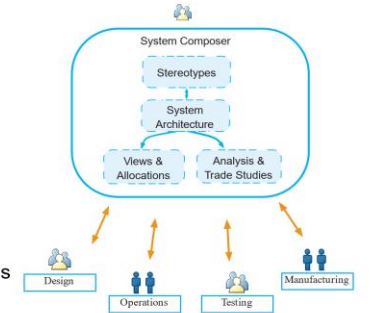 System Composer
Stereotypes
System
Architecture
Views &
Allocations
Analysis &
Trade Studies
s
Design
Operations
Testing
Manufacturing